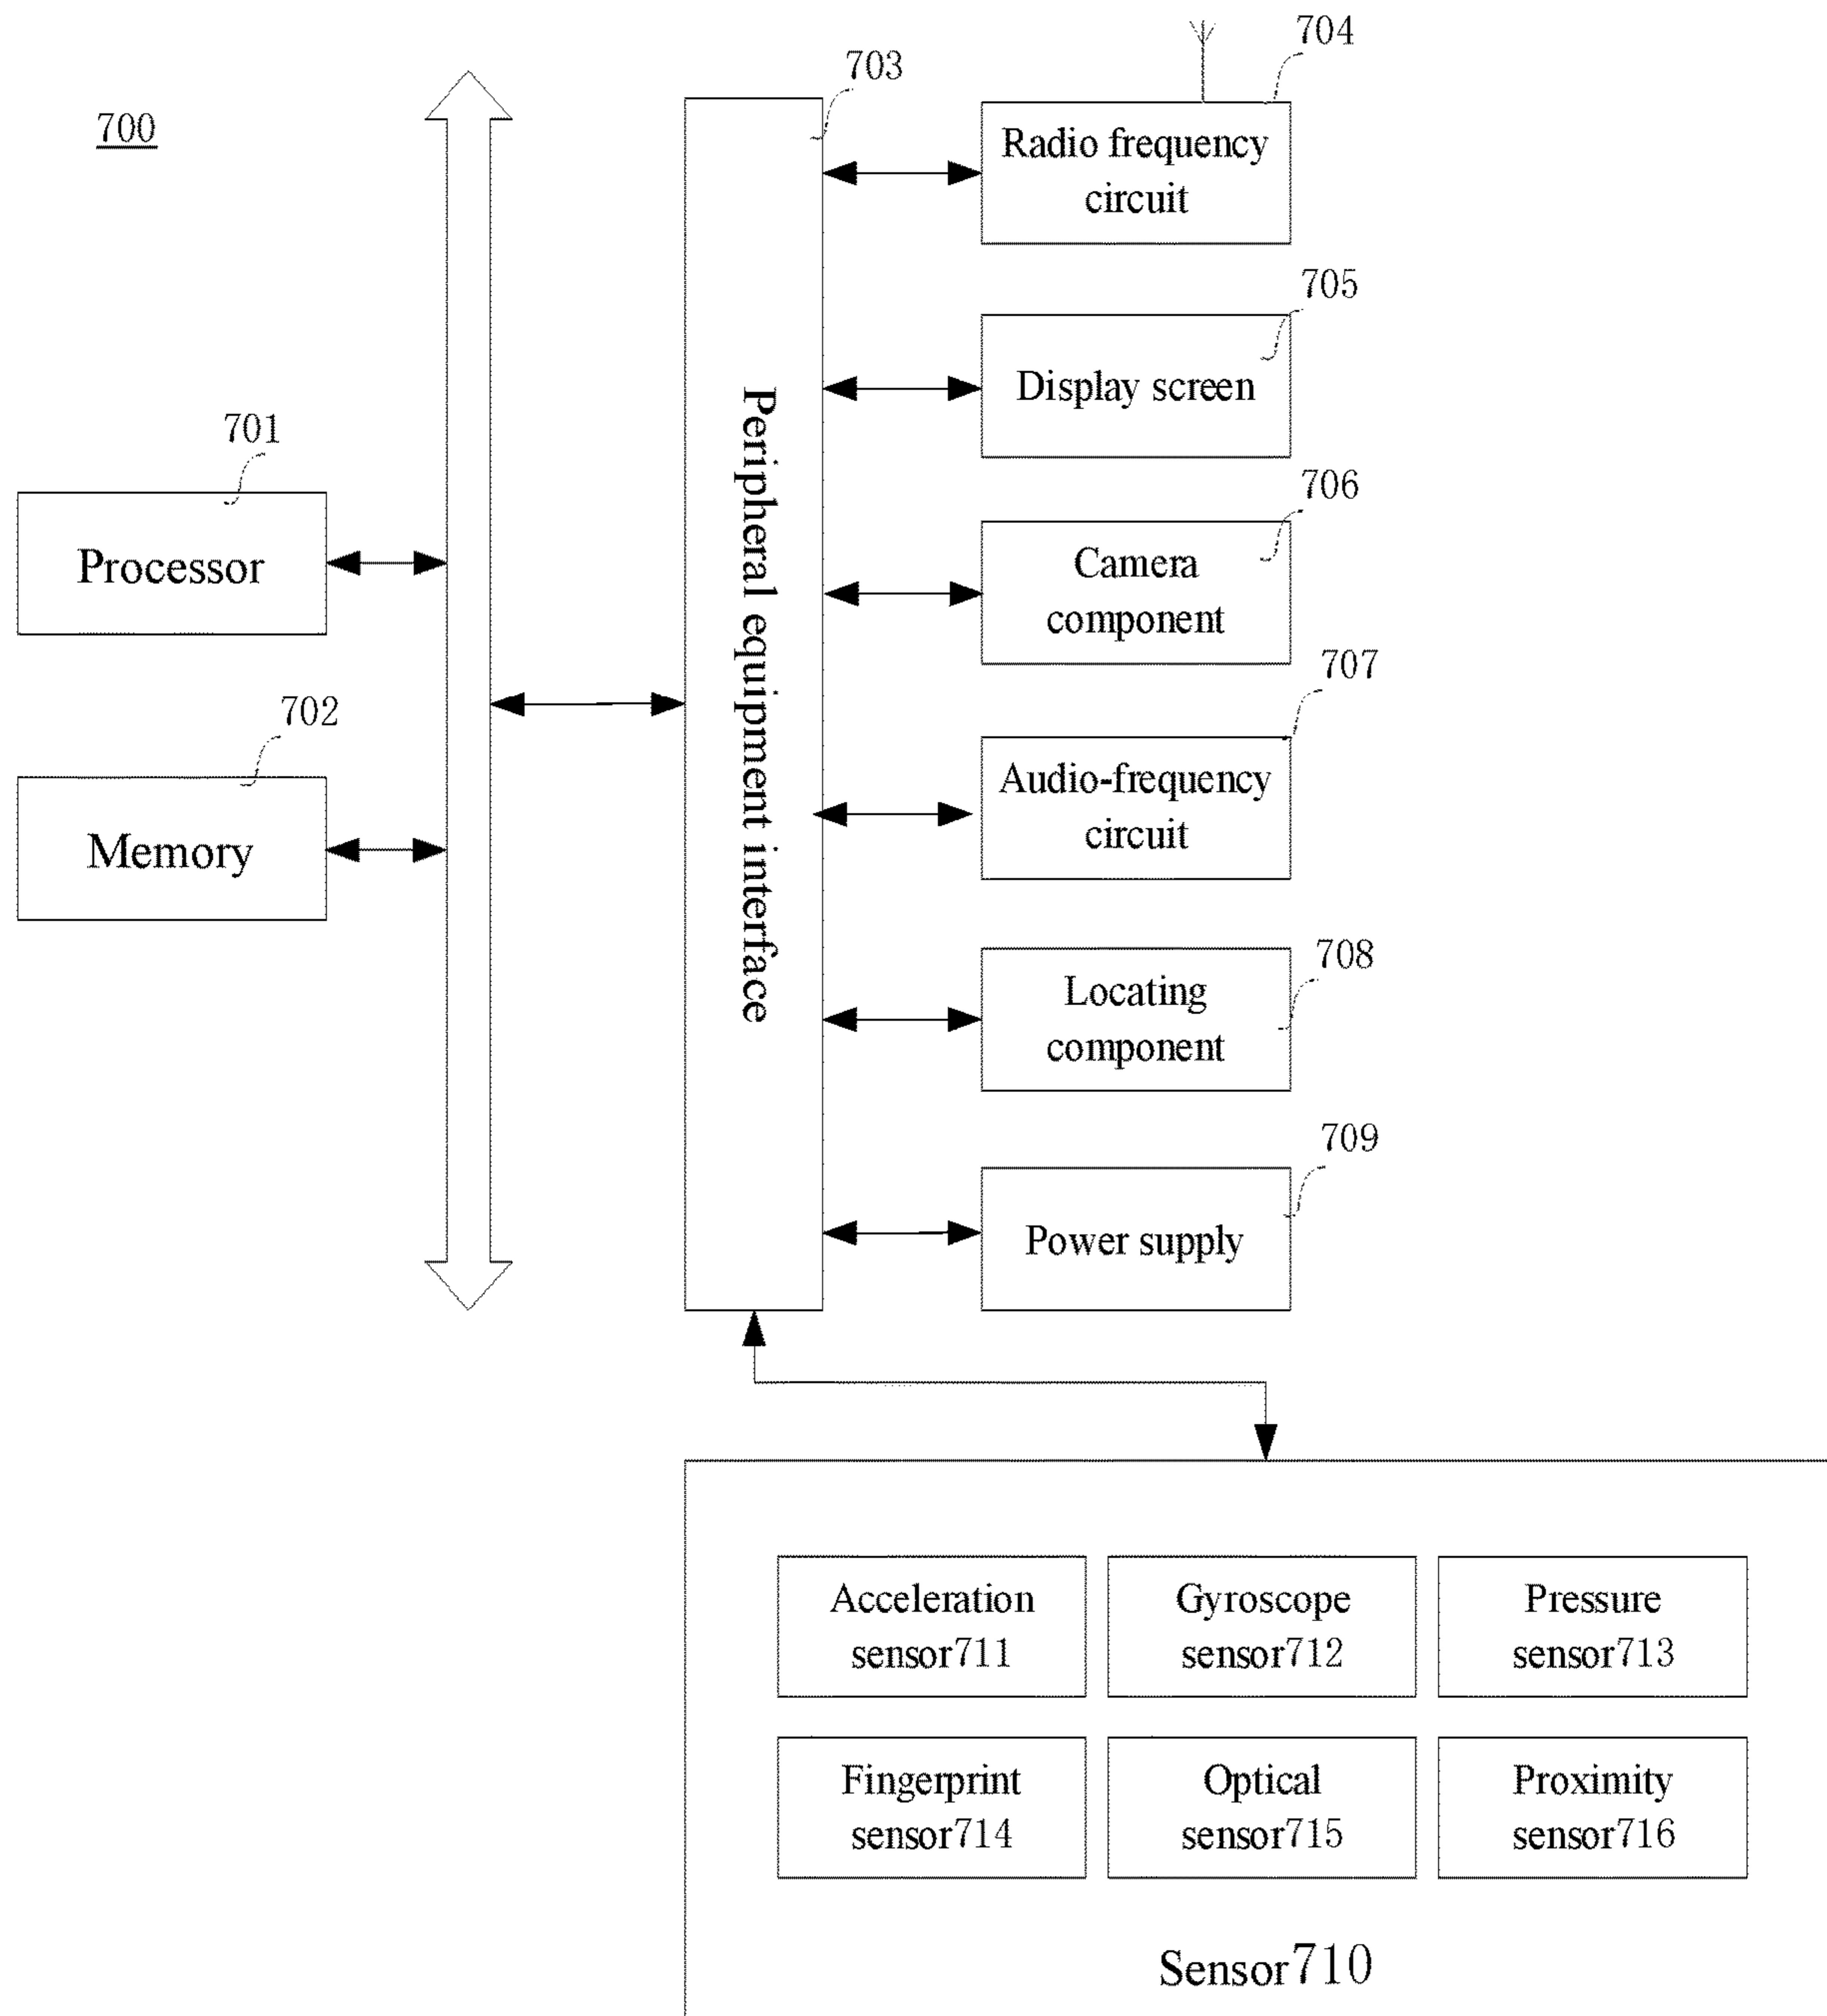 700
703
704
Radio frequency
circuit
705
Display screen
701
Processor
706
Camera
component
Peripheral equipment interface
702
Memory
707
Audio-frequency
circuit
708
Locating
component
709
Power supply
Acceleration
sensor711
Gyroscope
sensor712
Pressure
sensor713
Fingerprint
sensor714
Optical
sensor715
Proximity
sensor716
Sensor710